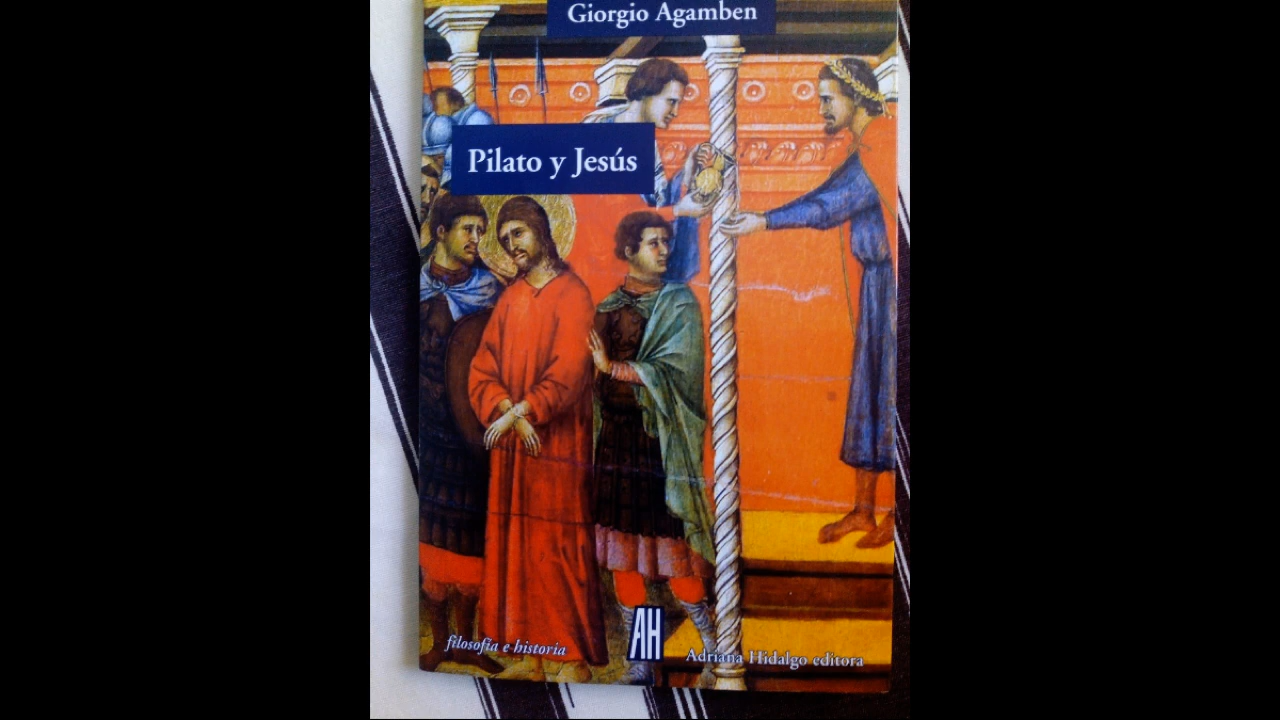 Giorgio Agamben
Pilato y Jesús
filosofía e historia
AH
Adriana Hidalgo editora